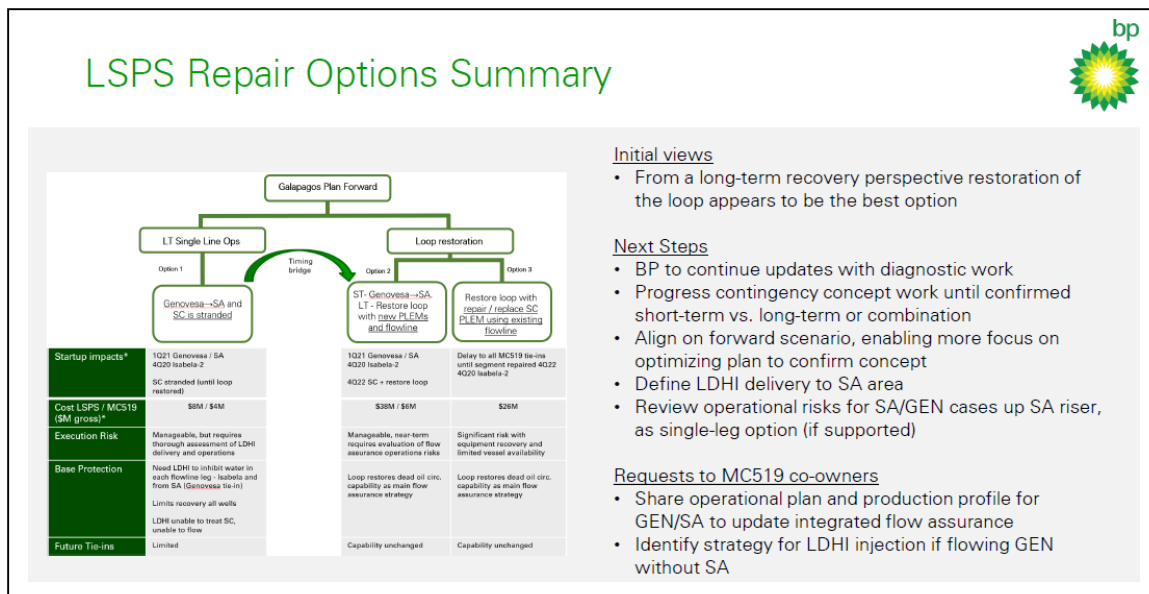 bp
LSPS Repair Options Summary
Galapagos Plan Forward
LT Single Line Ops
Loop restoration
Timing
bridge
Option 1
Option 2
Option 3
Genovesa→SA and
SC is stranded
ST- Genovesa→SA.
LT - Restore loop
with new PLEMs
and flowline
Restore loop with
repair / replace SC
PLEM using existing
flowline
Startup impacts*
1Q21 Genovesa / SA
4Q20 Isabela-2
SC stranded (until loop
restored)
1Q21 Genovesa / SA
4Q20 Isabela-2
4Q22 SC + restore loop
Delay to all MC519 tie-ins
until segment repaired 4Q22
4Q20 Isabela-2
Cost LSPS / MC519
($M gross)*
$8M / $4M
$38M / $6M
$26M
Execution Risk
Manageable, but requires
thorough assessment of LDHI
delivery and operations
Manageable, near-term
requires evaluation of flow
assurance operations risks
Significant risk with
equipment recovery and
limited vessel availability
Base Protection
Need LDHI to inhibit water in
each flowline leg - Isabela and
from SA (Genovesa tie-in)
Limits recovery all wells
LDHI unable to treat SC,
unable to flow
Loop restores dead oil circ.
capability as main flow
assurance strategy
Loop restores dead oil circ.
capability as main flow
assurance strategy
Future Tie-ins
Limited
Capability unchanged
Capability unchanged
Initial views
• From a long-term recovery perspective restoration of
the loop appears to be the best option
Next Steps
• BP to continue updates with diagnostic work
• Progress contingency concept work until confirmed
short-term vs. long-term or combination
• Align on forward scenario, enabling more focus on
optimizing plan to confirm concept
• Define LDHI delivery to SA area
• Review operational risks for SA/GEN cases up SA riser,
as single-leg option (if supported)
Requests to MC519 co-owners
• Share operational plan and production profile for
GEN/SA to update integrated flow assurance
• Identify strategy for LDHI injection if flowing GEN
without SA